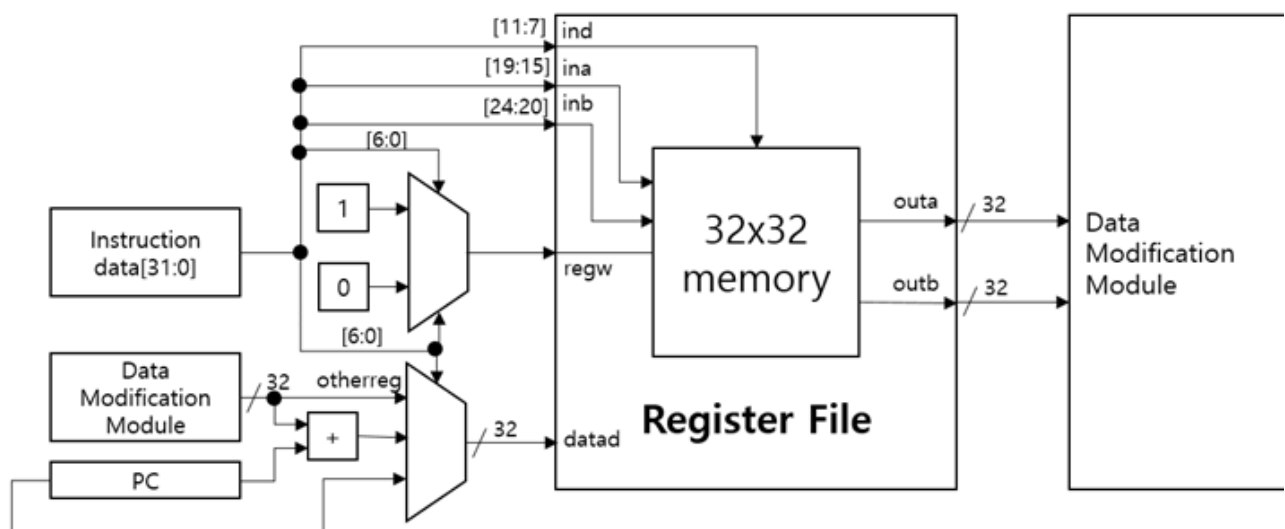 [11:7]
ind
[19:15]
ina
[24:20]
inb
[6:0]
1
0
Instruction
data[31:0]
regw
32x32
memory
outa
32
outb
32
Data
Modification
Module
[6:0]
Data
Modification
Module
32
otherreg
+
32
datad
Register File
PC